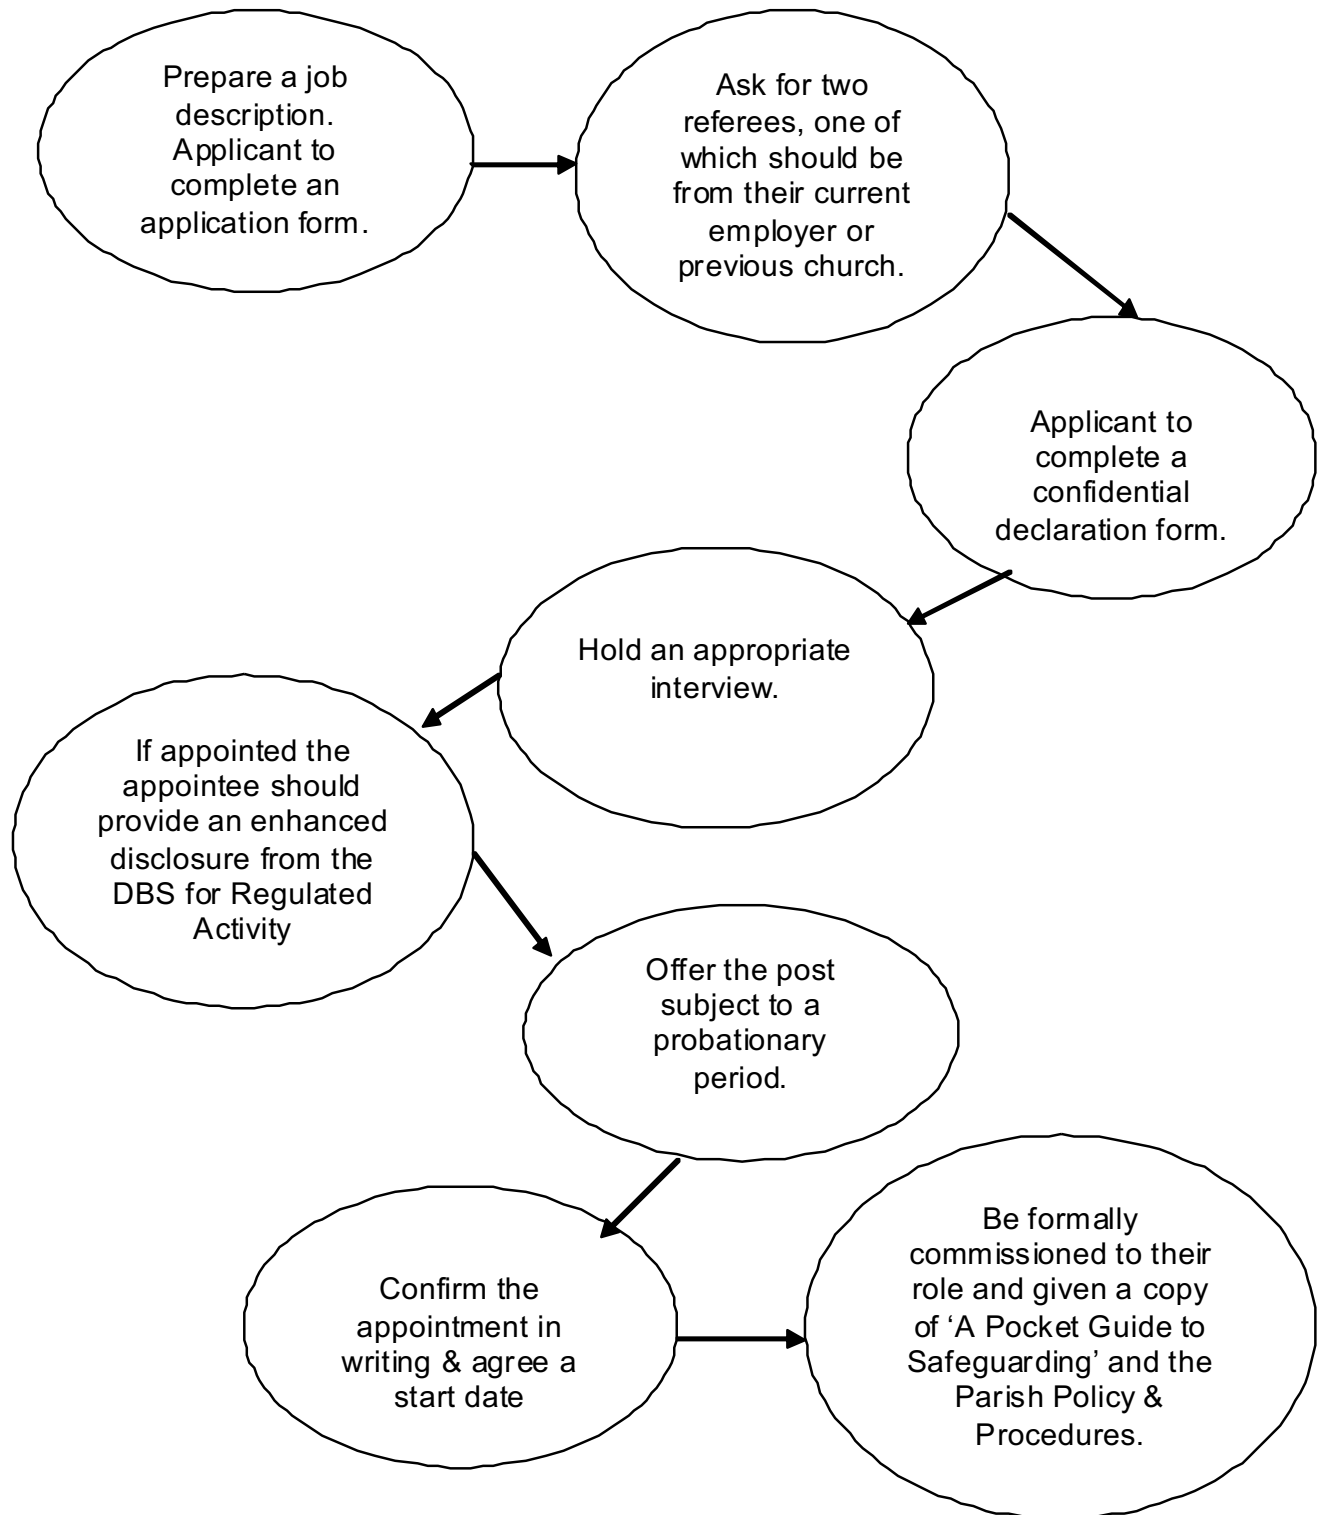 Prepare a job
description.
Applicant to
complete an
application form.
Ask for two
referees, one of
which should be
from their current
employer or
previous church.
Applicant to
complete a
confidential
declaration form.
Hold an appropriate
interview.
If appointed the
appointee should
provide an enhanced
disclosure from the
DBS for Regulated
Activity
Offer the post
subject to a
probationary
period.
Confirm the
appointment in
writing & agree a
start date
Be formally
commissioned to their
role and given a copy
of ‘A Pocket Guide to
Safeguarding’ and the
Parish Policy &
Procedures.